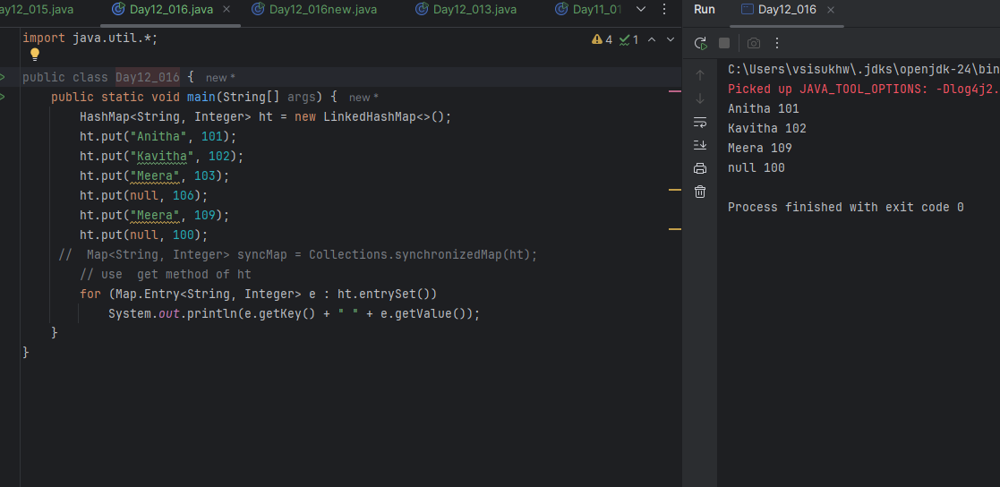 ay12_015.java Day12_016.java Day12_016new.java Day12_013.java Day11_01
Run Day12_016
4 1
import java.util.*;
public class Day12_016 { new *
public static void main(String[] args) { new *
HashMap<String, Integer> ht = new LinkedHashMap<>();
ht.put("Anitha", 101);
ht.put("Kavitha", 102);
ht.put("Meera", 103);
ht.put(null, 106);
ht.put("Meera", 109);
ht.put(null, 100);
// Map<String, Integer> syncMap = Collections.synchronizedMap(ht);
// use  get method of ht
for (Map.Entry<String, Integer> e : ht.entrySet())
System.out.println(e.getKey() + " " + e.getValue());
}
}
C:\Users\vsisukhw\.jdks\openjdk-24\bin
Picked up JAVA_TOOL_OPTIONS: -Dlog4j2.
Anitha 101
Kavitha 102
Meera 109
null 100
Process finished with exit code 0